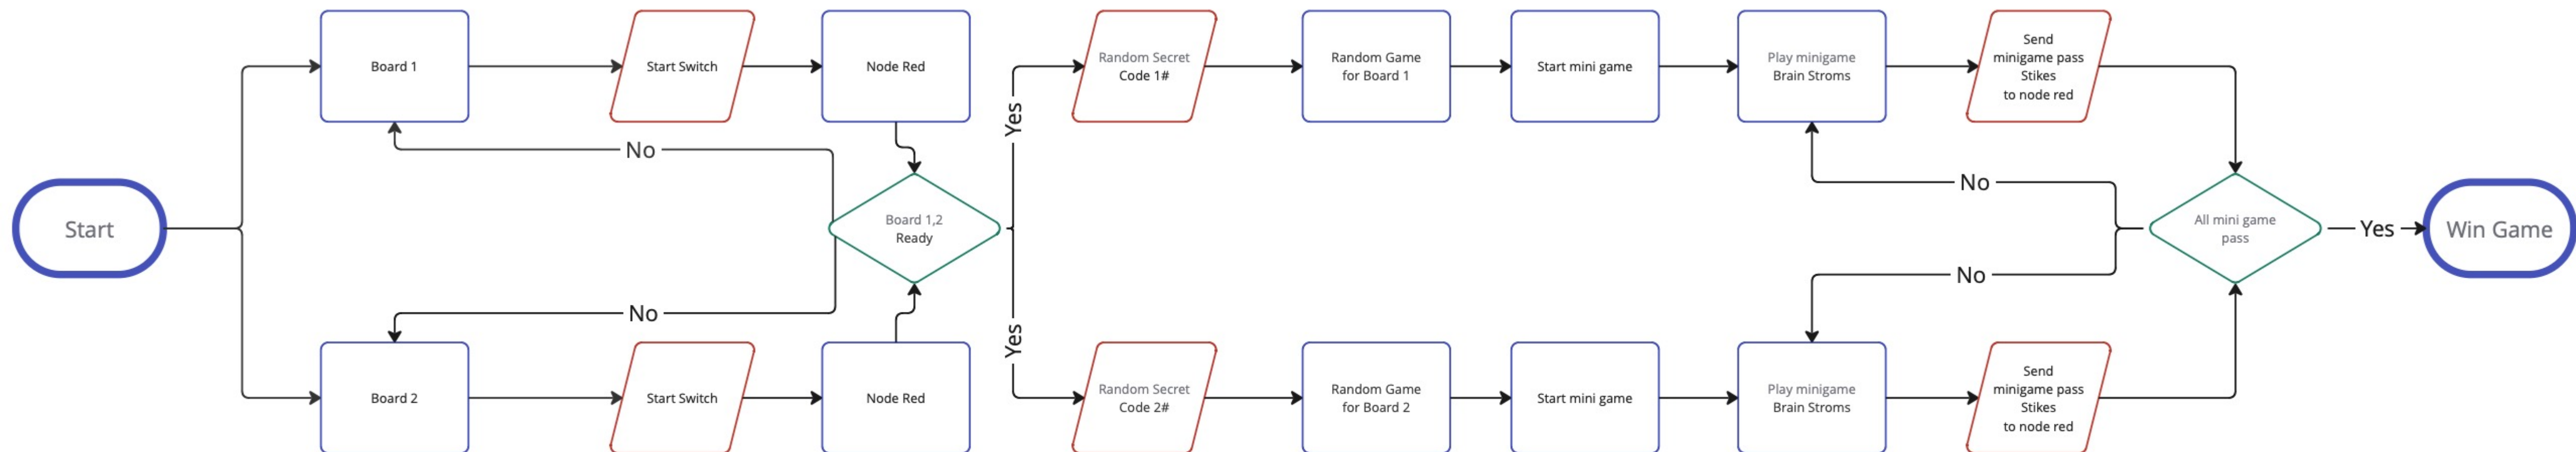 Start
Board 1
Start Switch
Node Red
No
Board 1,2
Ready
No
Board 2
Start Switch
Node Red
Yes
Random Secret
Code 1#
Random Game
for Board 1
Start mini game
Play minigame
Brain Stroms
Send
minigame pass
Stikes
to node red
Yes
Random Secret
Code 2#
Random Game
for Board 2
Start mini game
Play minigame
Brain Stroms
Send
minigame pass
Stikes
to node red
No
No
All mini game
pass
Yes
Win Game